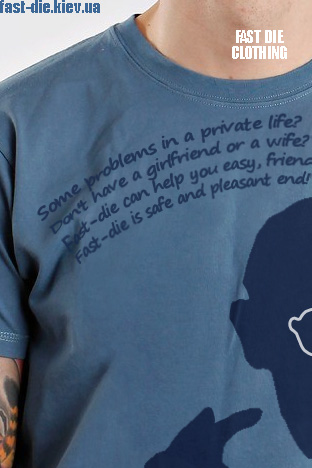 fast-die.kiev.ua
FAST DIE
CLOTHING
Some problems in a private life?
Don't have a girlfriend or a wife?
Fast-die can help you easy, friend
Fast-die is safe and pleasant end!